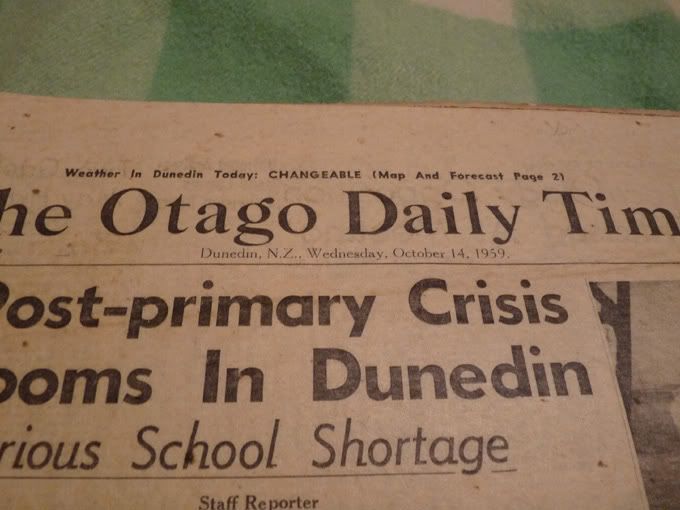 Weather In Dunedin Today: CHANGEABLE (Map And Forecast Page 2)
he Otago Daily Tim
Dunedin, N.Z., Wednesday, October 14, 1959.
Post-primary Crisis
ooms In Dunedin
rious School Shortage
Staff Reporter